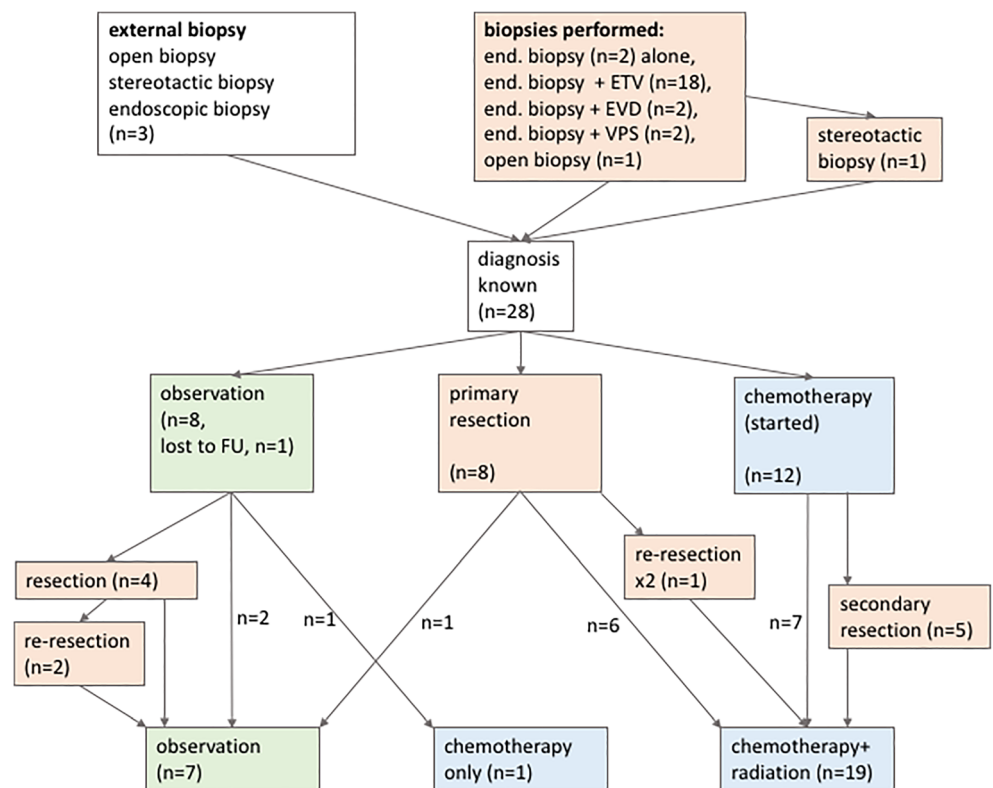 external biopsy
open biopsy
stereotactic biopsy
endoscopic biopsy
(n=3)
biopsies performed:
end. biopsy (n=2) alone,
end. biopsy + ETV (n=18),
end. biopsy + EVD (n=2),
end. biopsy + VPS (n=2),
open biopsy (n=1)
stereotactic
biopsy (n=1)
diagnosis
known
(n=28)
observation
(n=8,
lost to FU, n=1)
primary
resection
(n=8)
chemotherapy
(started)
(n=12)
resection (n=4)
re-resection
(n=2)
n=2
n=1
n=1
n=6
re-resection
x2 (n=1)
n=7
secondary
resection (n=5)
observation
(n=7)
chemotherapy
only (n=1)
chemotherapy+
radiation (n=19)